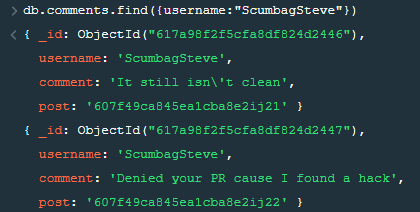 > db.comments.find({username:"ScumbagSteve"})
< { _id: ObjectId("617a98f2f5cfa8df824d2446"),
username: 'ScumbagSteve',
comment: 'It still isn\'t clean',
post: '607f49ca845ea1cba8e2ij21' }
{ _id: ObjectId("617a98f2f5cfa8df824d2447"),
username: 'ScumbagSteve',
comment: 'Denied your PR cause I found a hack',
post: '607f49ca845ea1cba8e2ij22' }